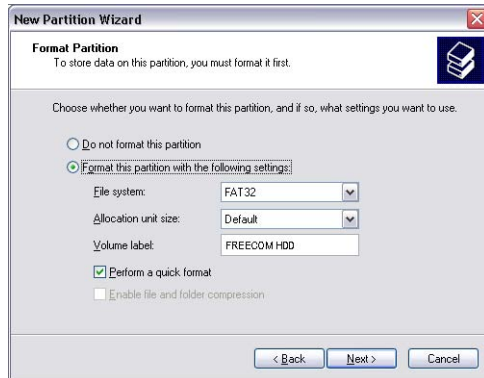 New Partition Wizard
Format Partition
To store data on this partition, you must format it first.
Choose whether you want to format this partition, and if so, what settings you want to use.
Do not format this partition
Format this partition with the following settings:
File system: FAT32
Allocation unit size: Default
Volume label: FREECOM HDD
Perform a quick format
Enable file and folder compression
< Back Next > Cancel